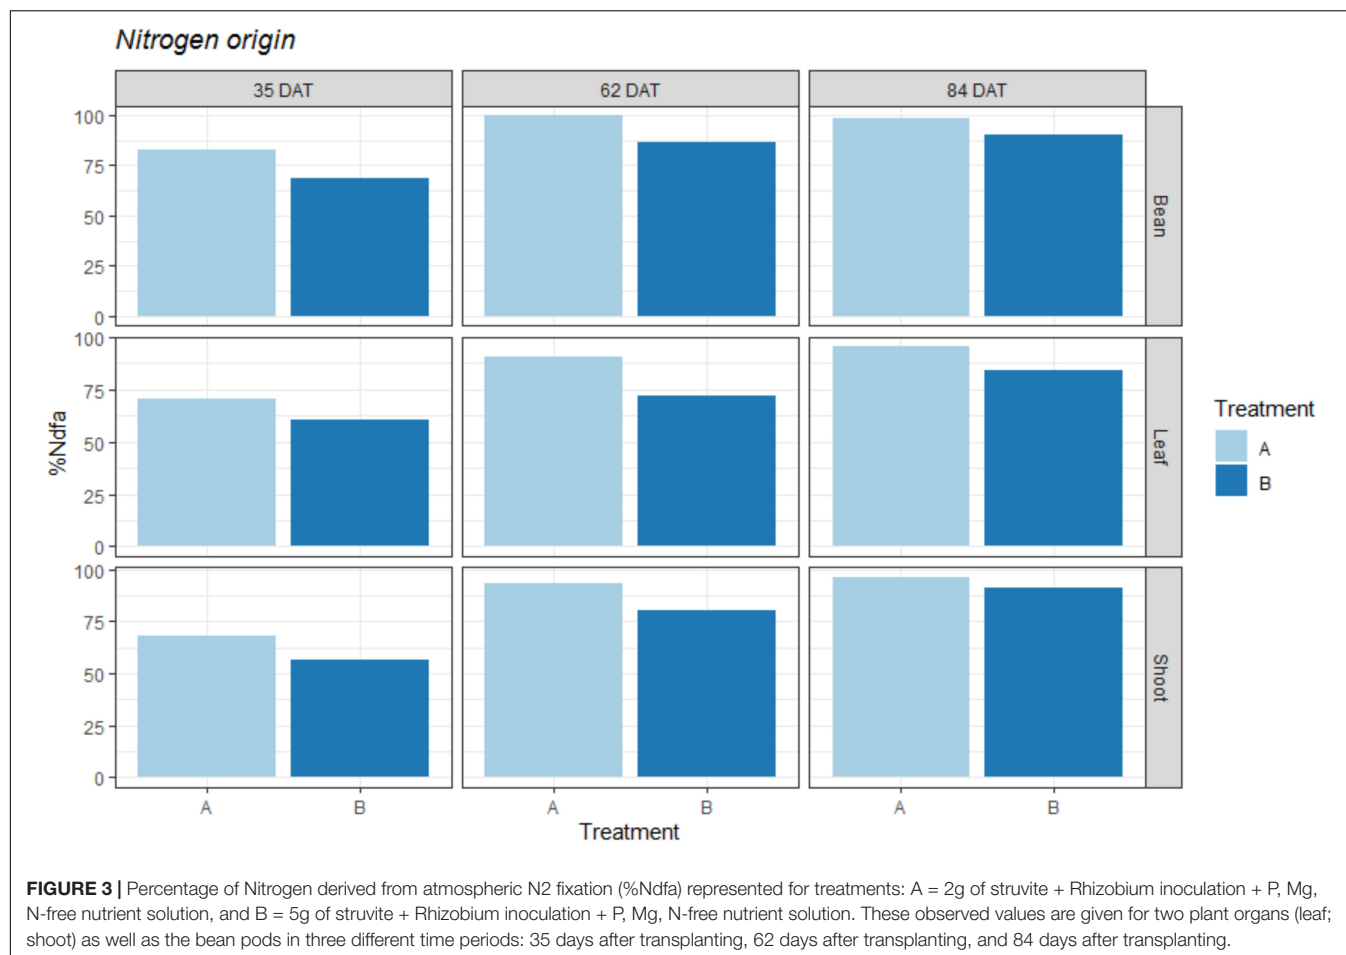 Nitrogen origin
35 DAT 62 DAT 84 DAT
100
75
50
25
0
Bean
100
75
50
25
0
Leaf
100
75
50
25
0
Shoot
%Ndfa
A B A B A B
Treatment
Treatment
A
B
FIGURE 3 | Percentage of Nitrogen derived from atmospheric N2 fixation (%Ndfa) represented for treatments: A = 2g of struvite + Rhizobium inoculation + P, Mg,
N-free nutrient solution, and B = 5g of struvite + Rhizobium inoculation + P, Mg, N-free nutrient solution. These observed values are given for two plant organs (leaf;
shoot) as well as the bean pods in three different time periods: 35 days after transplanting, 62 days after transplanting, and 84 days after transplanting.